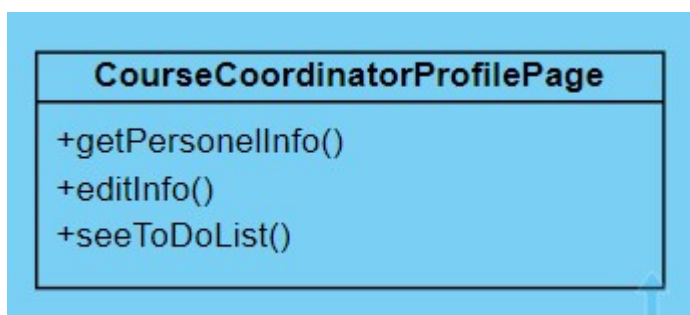 CourseCoordinatorProfilePage
+getPersonelInfo()
+editInfo()
+seeToDoList()